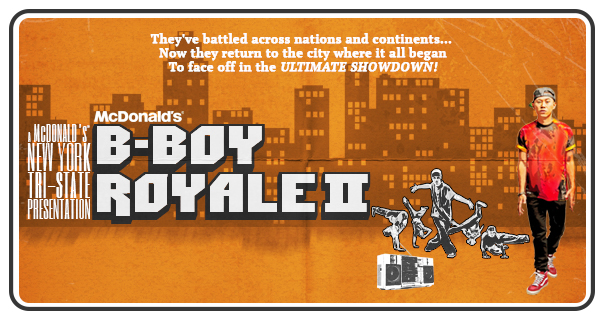 They've battled across nations and continents...
Now they return to the city where it all began
To face off in the ULTIMATE SHOWDOWN!
McDonald's®
B-BOY
ROYALE II
A McDONALD'S®
NEW YORK
TRI-STATE
PRESENTATION